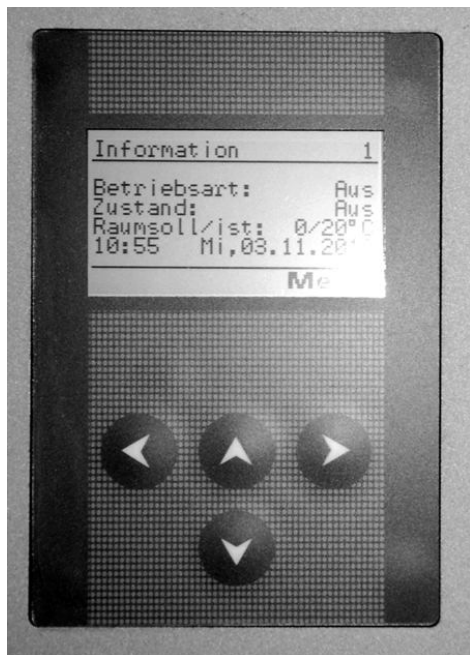 Information 1
Betriebsart: Aus
Zustand: Aus
Raumsoll/ist: 0/20°C
10:55 Mi,03.11.